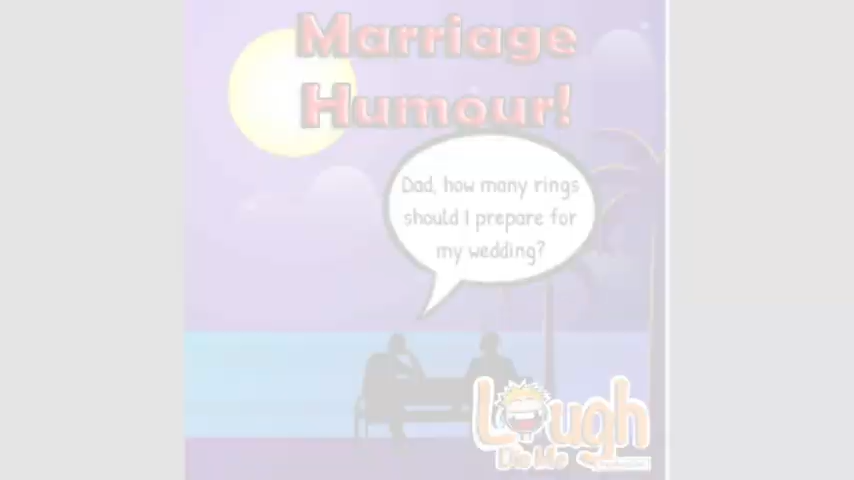 Marriage
Humour!
Dad, how many rings
should I prepare for
my wedding?
Laugh